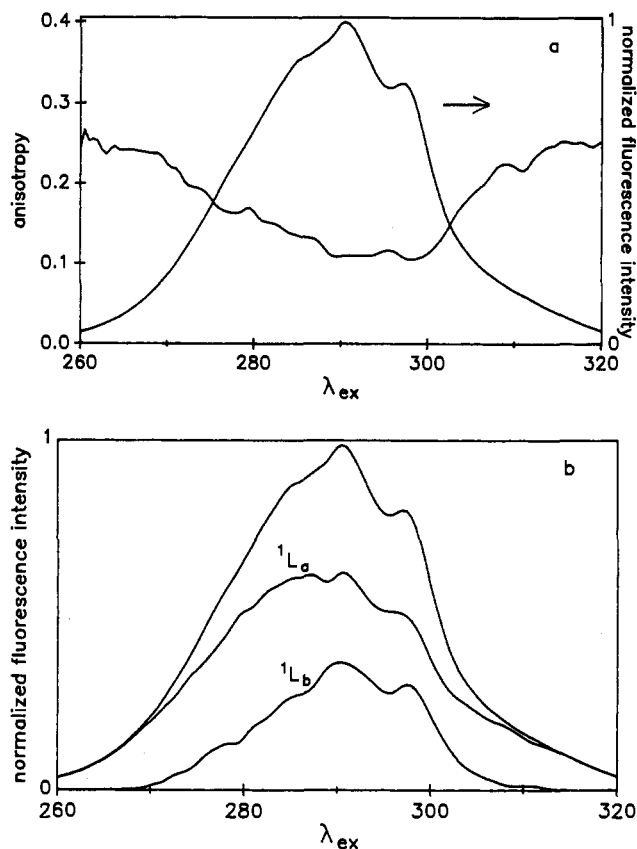 a
0.4
0.3
0.2
0.1
0.0
anisotropy
1
0
normalized fluorescence intensity
260 280 300 320
λex
b
1
0
normalized fluorescence intensity
¹La
¹Lb
260 280 300 320
λex